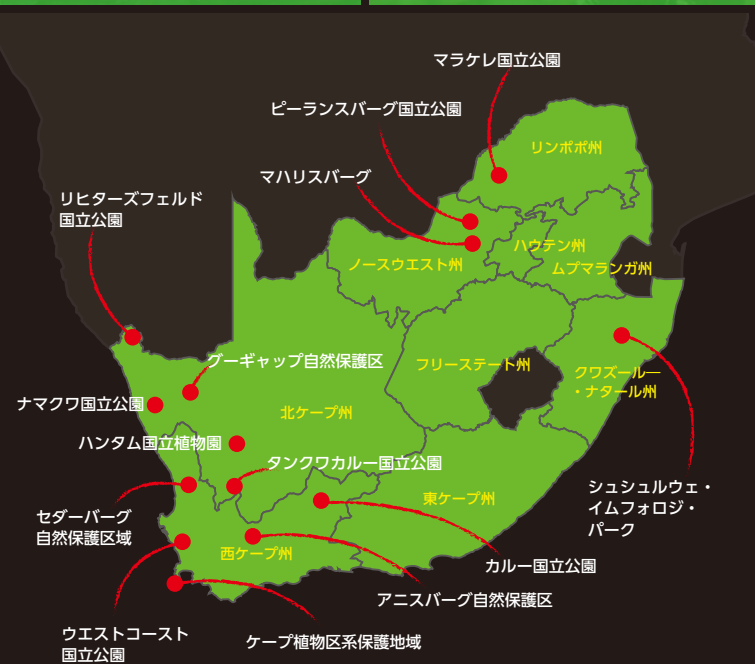 マラケレ国立公園
ピーランスバーグ国立公園
リンポポ州
マハリスバーグ
リヒターズフェルド
国立公園
ハウテン州
ノースウエスト州
ムプマランガ州
グーギャップ自然保護区
フリーステート州
クワズールー
・ナタール州
ナマクワ国立公園
北ケープ州
ハンタム国立植物園
タンクワカルー国立公園
シュシュルウェ・
イムフォロジ・
パーク
東ケープ州
セダーバーグ
自然保護区域
西ケープ州
カルー国立公園
アニスバーグ自然保護区
ウエストコースト
国立公園
ケープ植物区系保護地域